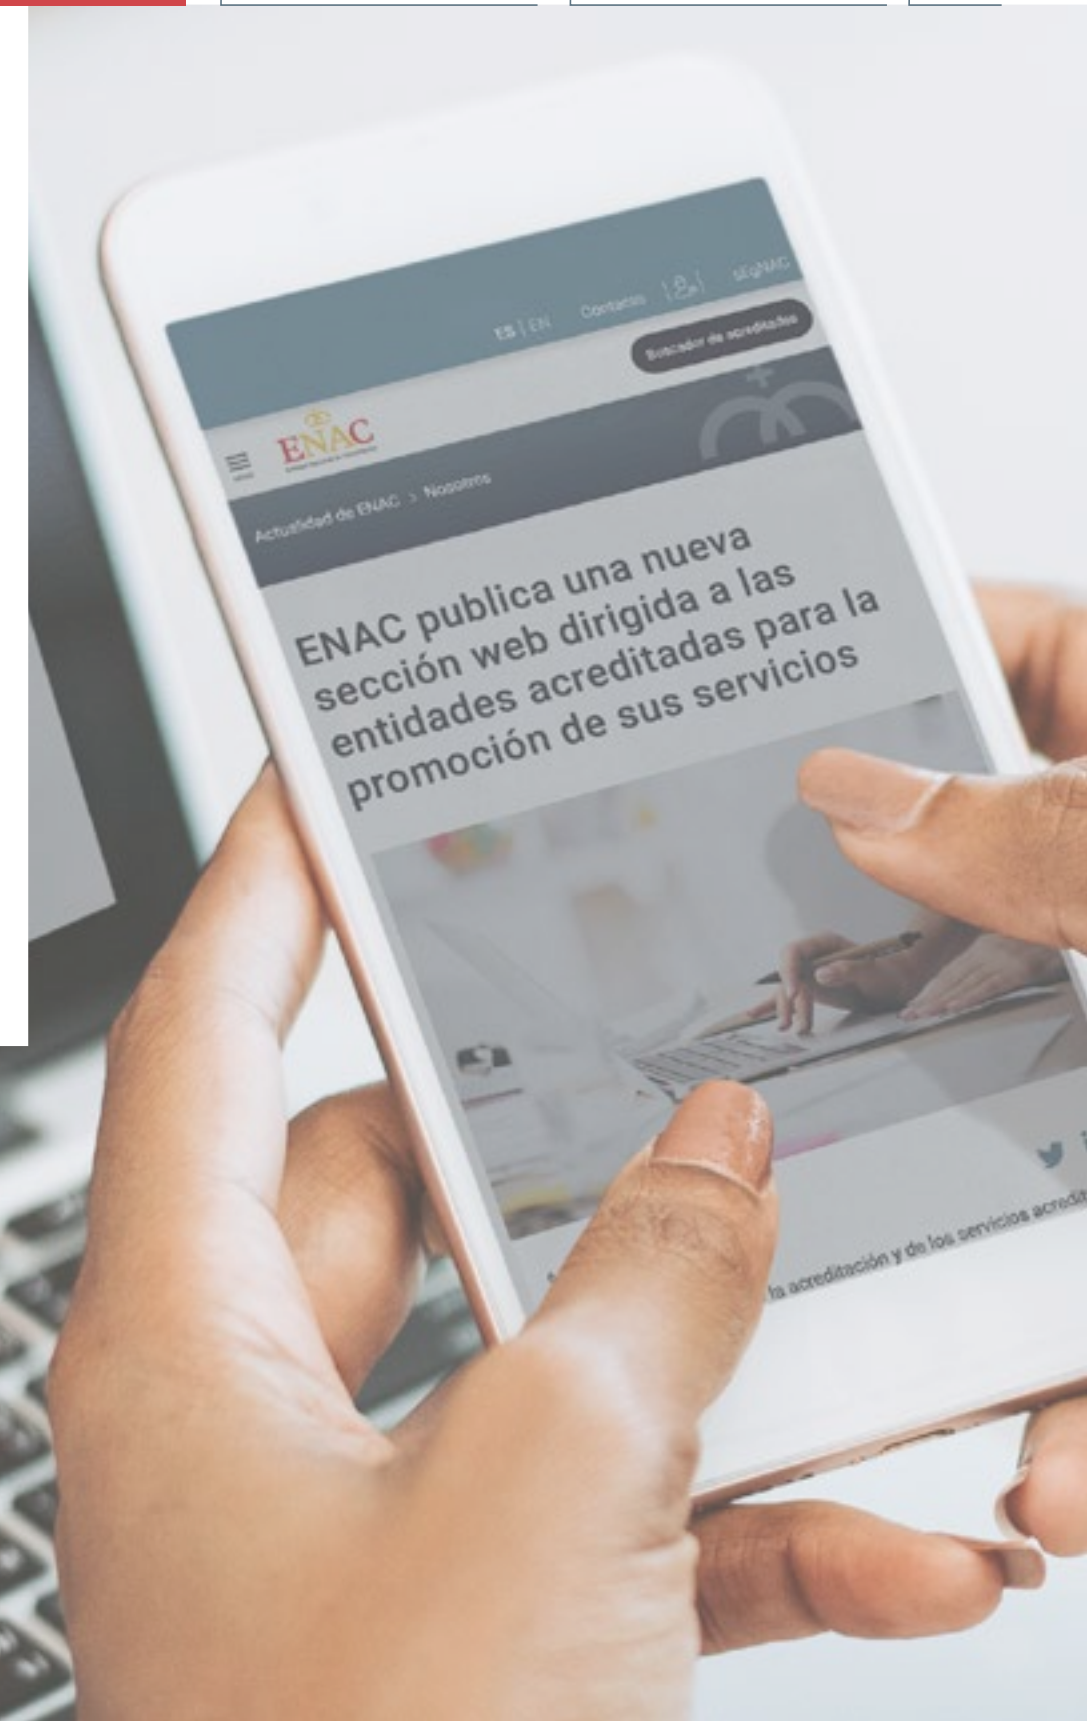 ES | EN Contacto sEgNAC
Buscador de acreditados
ENAC
Actualidad de ENAC > Nosotros
ENAC publica una nueva
sección web dirigida a las
entidades acreditadas para la
promoción de sus servicios
la acreditación y de los servicios acredit